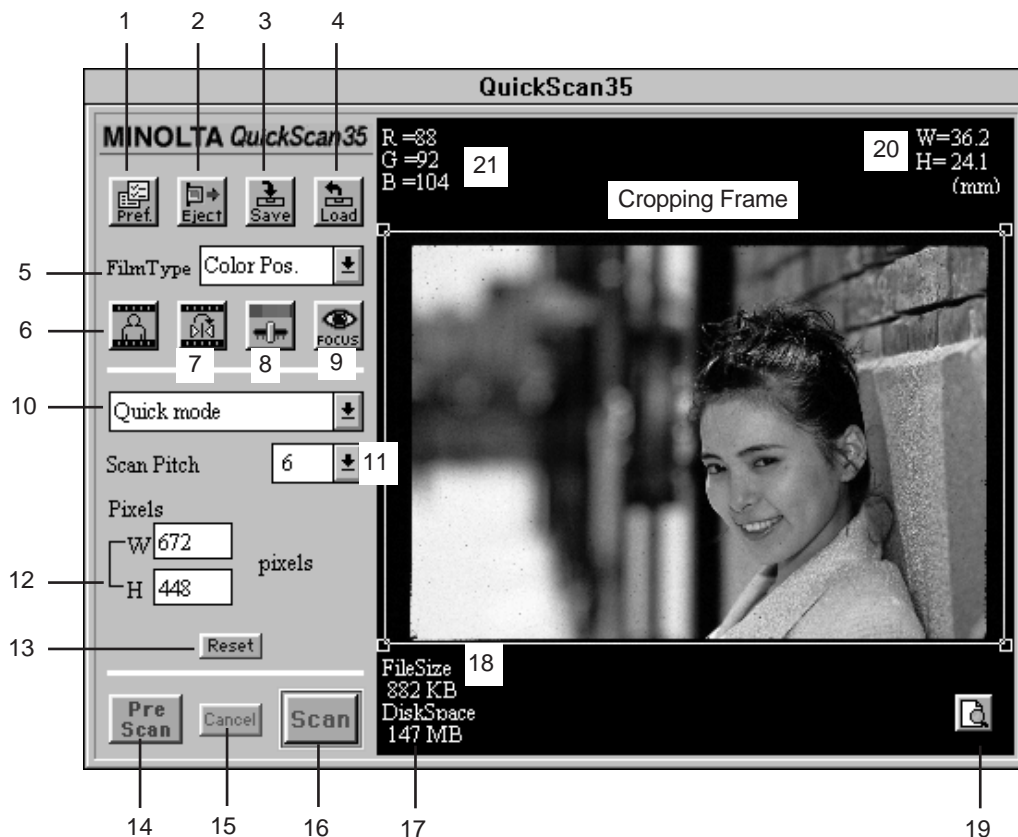 1 2 3 4
QuickScan35
MINOLTA QuickScan35
R =88
G =92
B =104
21
20
W=36.2
H= 24.1
(mm)
Pref. Eject Save Load
Cropping Frame
5 FilmType Color Pos.
6 7 8 9 FOCUS
10 Quick mode
Scan Pitch 6 11
Pixels
W 672
pixels
12
H 448
13 Reset
FileSize 18
882 KB
DiskSpace
147 MB
Pre Scan Cancel Scan
14 15 16 17 19